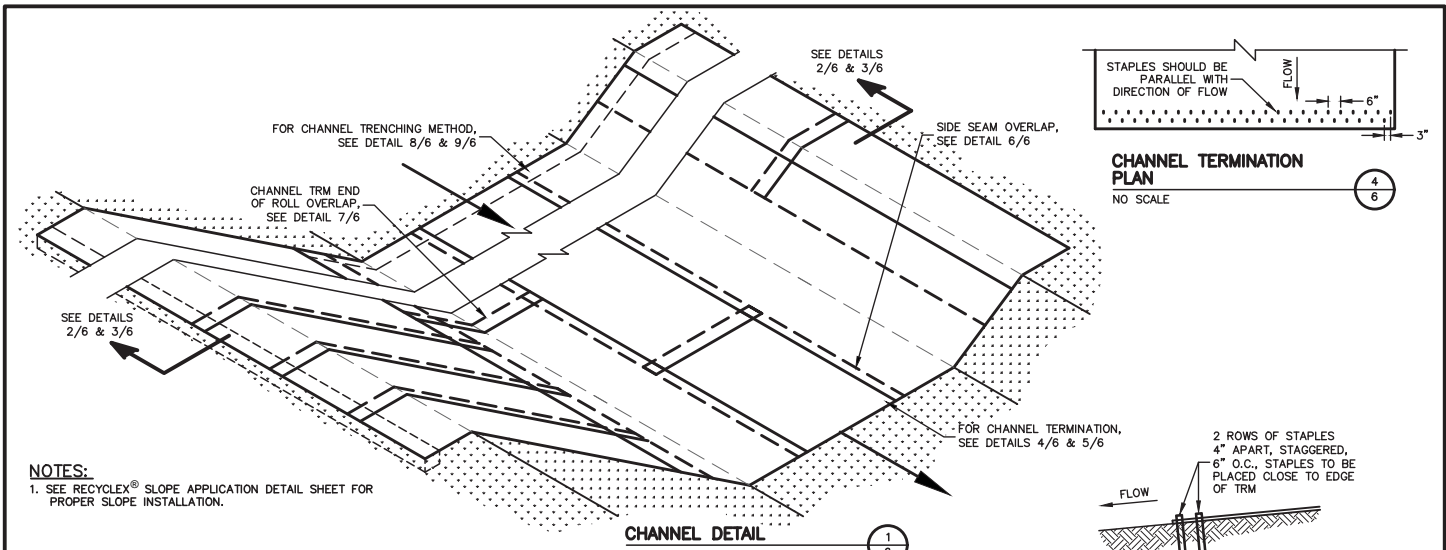 SEE DETAILS
2/6 & 3/6
FOR CHANNEL TRENCHING METHOD,
SEE DETAIL 8/6 & 9/6
CHANNEL TRM END
OF ROLL OVERLAP,
SEE DETAIL 7/6
SIDE SEAM OVERLAP,
SEE DETAIL 6/6
SEE DETAILS
2/6 & 3/6
FOR CHANNEL TERMINATION,
SEE DETAILS 4/6 & 5/6
NOTES:
1. SEE RECYCLEX® SLOPE APPLICATION DETAIL SHEET FOR
PROPER SLOPE INSTALLATION.
CHANNEL DETAIL
1
STAPLES SHOULD BE
PARALLEL WITH
DIRECTION OF FLOW
FLOW
6"
3"
CHANNEL TERMINATION
PLAN
NO SCALE
4
6
2 ROWS OF STAPLES
4" APART, STAGGERED,
6" O.C., STAPLES TO BE
PLACED CLOSE TO EDGE
OF TRM
FLOW